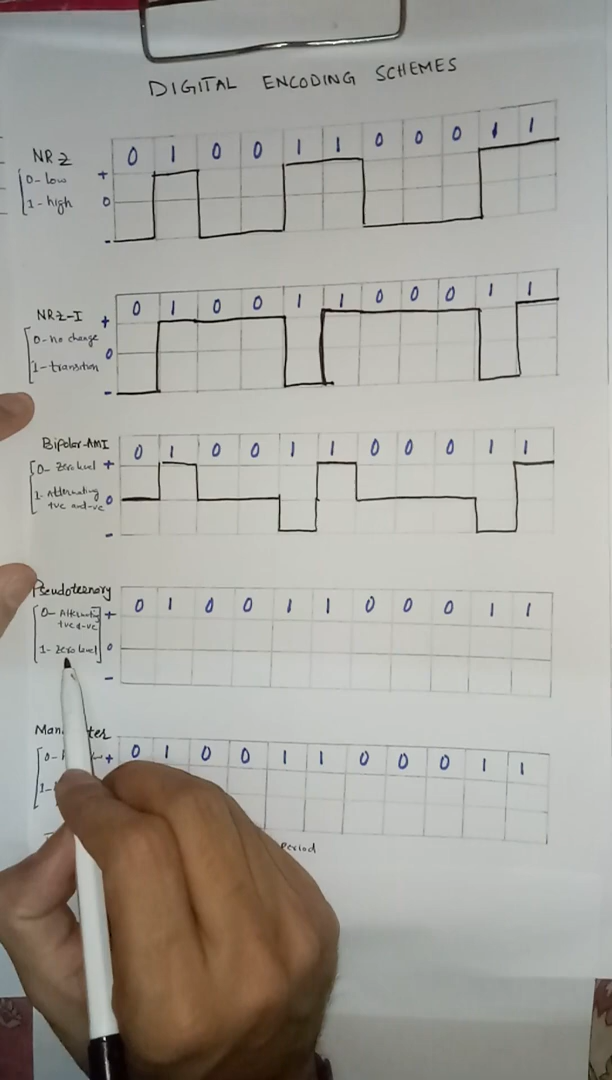 DIGITAL ENCODING SCHEMES
NRZ
0 1 0 0 1 1 0 0 0 1 1
[0-low
1-high
+
0
-
NRZ-I
0 1 0 0 1 1 0 0 0 1 1
+
[0-no change
0
1-transition
-
Bipolar-AMI
0 1 0 0 1 1 0 0 0 1 1
[0- Zero level +
1- Alternating 0
+ve and -ve
-
Pseudoternary
0 1 0 0 1 1 0 0 0 1 1
[0- Alternating +
+ve & -ve
1- Zero level] 0
-
0 1 0 0 1 1 0 0 0 1 1
0-
+
1-
Period